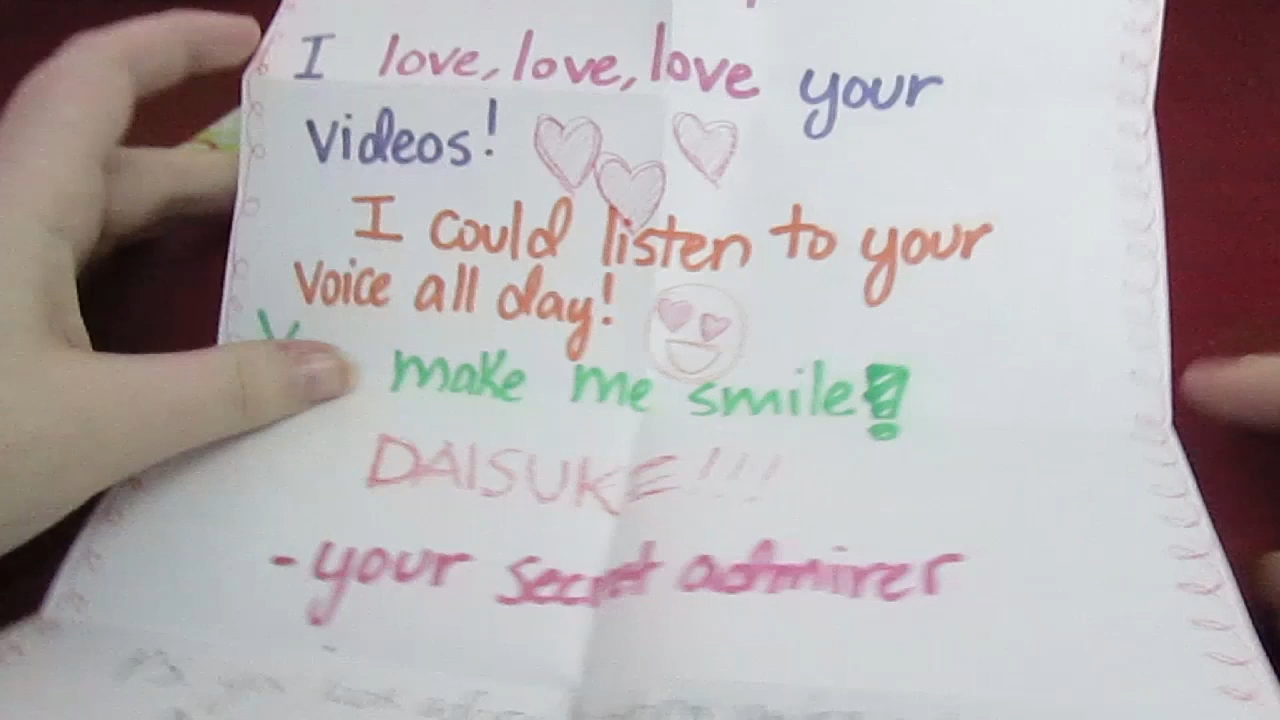 I love, love, love your
videos!
I could listen to your
voice all day!
make me smile!
DAISUKE!!!
- your secret admirer